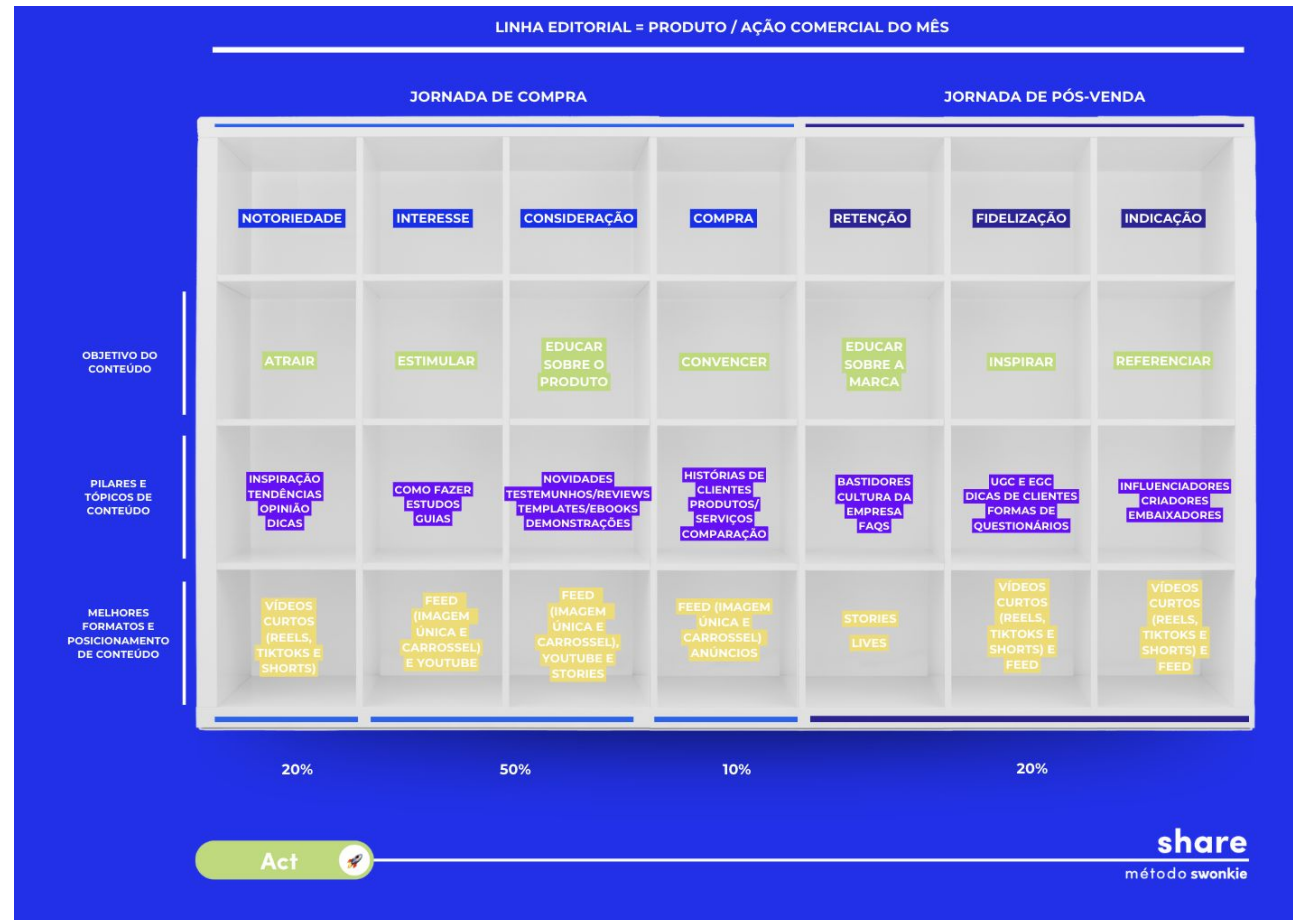 LINHA EDITORIAL = PRODUTO / AÇÃO COMERCIAL DO MÊS
JORNADA DE COMPRA
JORNADA DE PÓS-VENDA
NOTORIEDADE
INTERESSE
CONSIDERAÇÃO
COMPRA
RETENÇÃO
FIDELIZAÇÃO
INDICAÇÃO
OBJETIVO DO
CONTEÚDO
ATRAIR
ESTIMULAR
EDUCAR
SOBRE O
PRODUTO
CONVENCER
EDUCAR
SOBRE A
MARCA
INSPIRAR
REFERENCIAR
PILARES E
TÓPICOS DE
CONTEÚDO
INSPIRAÇÃO
TENDÊNCIAS
OPINIÃO
DICAS
COMO FAZER
ESTUDOS
GUIAS
NOVIDADES
TESTEMUNHOS/REVIEWS
TEMPLATES/EBOOKS
DEMONSTRAÇÕES
HISTÓRIAS DE
CLIENTES
PRODUTOS/
SERVIÇOS
COMPARAÇÃO
BASTIDORES
CULTURA DA
EMPRESA
FAQS
UGC E EGC
DICAS DE CLIENTES
FORMAS DE
QUESTIONÁRIOS
INFLUENCIADORES
CRIADORES
EMBAIXADORES
MELHORES
FORMATOS E
POSICIONAMENTO
DE CONTEÚDO
VÍDEOS
CURTOS
(REELS,
TIKTOKS E
SHORTS)
FEED
(IMAGEM
ÚNICA E
CARROSSEL)
E YOUTUBE
FEED
(IMAGEM
ÚNICA E
CARROSSEL),
YOUTUBE E
STORIES
FEED (IMAGEM
ÚNICA E
CARROSSEL)
ANÚNCIOS
STORIES
LIVES
VÍDEOS
CURTOS
(REELS,
TIKTOKS E
SHORTS) E
FEED
VÍDEOS
CURTOS
(REELS,
TIKTOKS E
SHORTS) E
FEED
20%
50%
10%
20%
Act
share
método swonkie